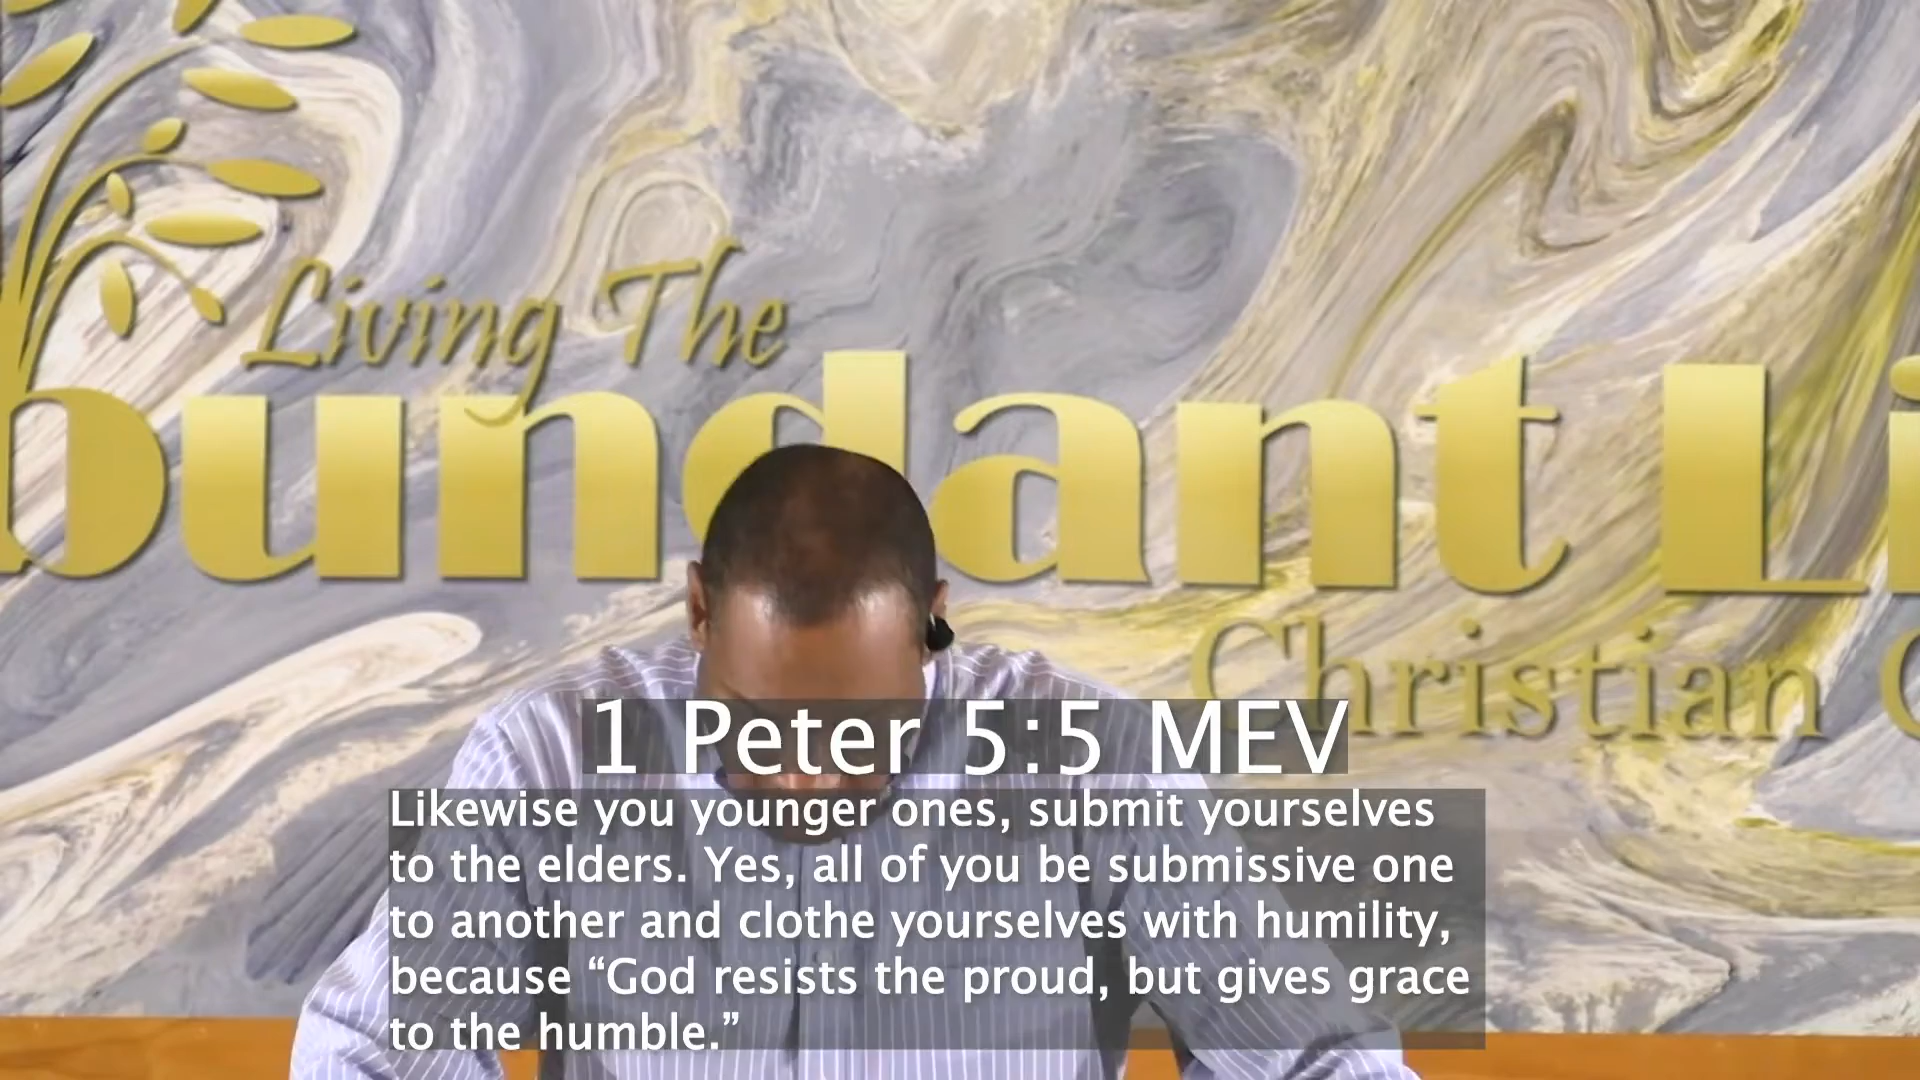 Living The
bundant Li
Christian C
1 Peter 5:5 MEV
Likewise you younger ones, submit yourselves
to the elders. Yes, all of you be submissive one
to another and clothe yourselves with humility,
because “God resists the proud, but gives grace
to the humble.”